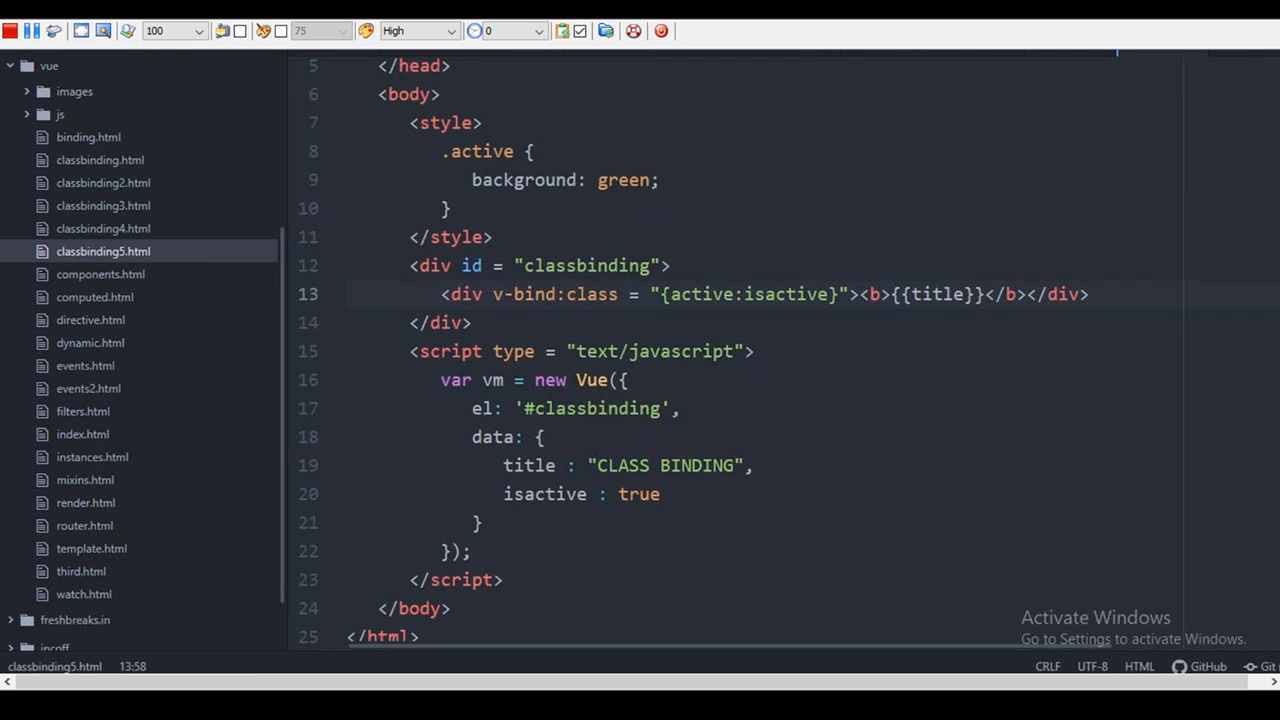 100
75
High
0
vue
images
js
binding.html
classbinding.html
classbinding2.html
classbinding3.html
classbinding4.html
classbinding5.html
components.html
computed.html
directive.html
dynamic.html
events.html
events2.html
filters.html
index.html
instances.html
mixins.html
render.html
router.html
template.html
third.html
watch.html
freshbreaks.in
incoff
5 </head>
6 <body>
7 <style>
8 .active {
9 background: green;
10 }
11 </style>
12 <div id = "classbinding">
13 <div v-bind:class = "{active:isactive}"><b>{{title}}</b></div>
14 </div>
15 <script type = "text/javascript">
16 var vm = new Vue({
17 el: '#classbinding',
18 data: {
19 title : "CLASS BINDING",
20 isactive : true
21 }
22 });
23 </script>
24 </body>
25 </html>
Activate Windows
Go to Settings to activate Windows.
classbinding5.html 13:58 CRLF UTF-8 HTML GitHub Git